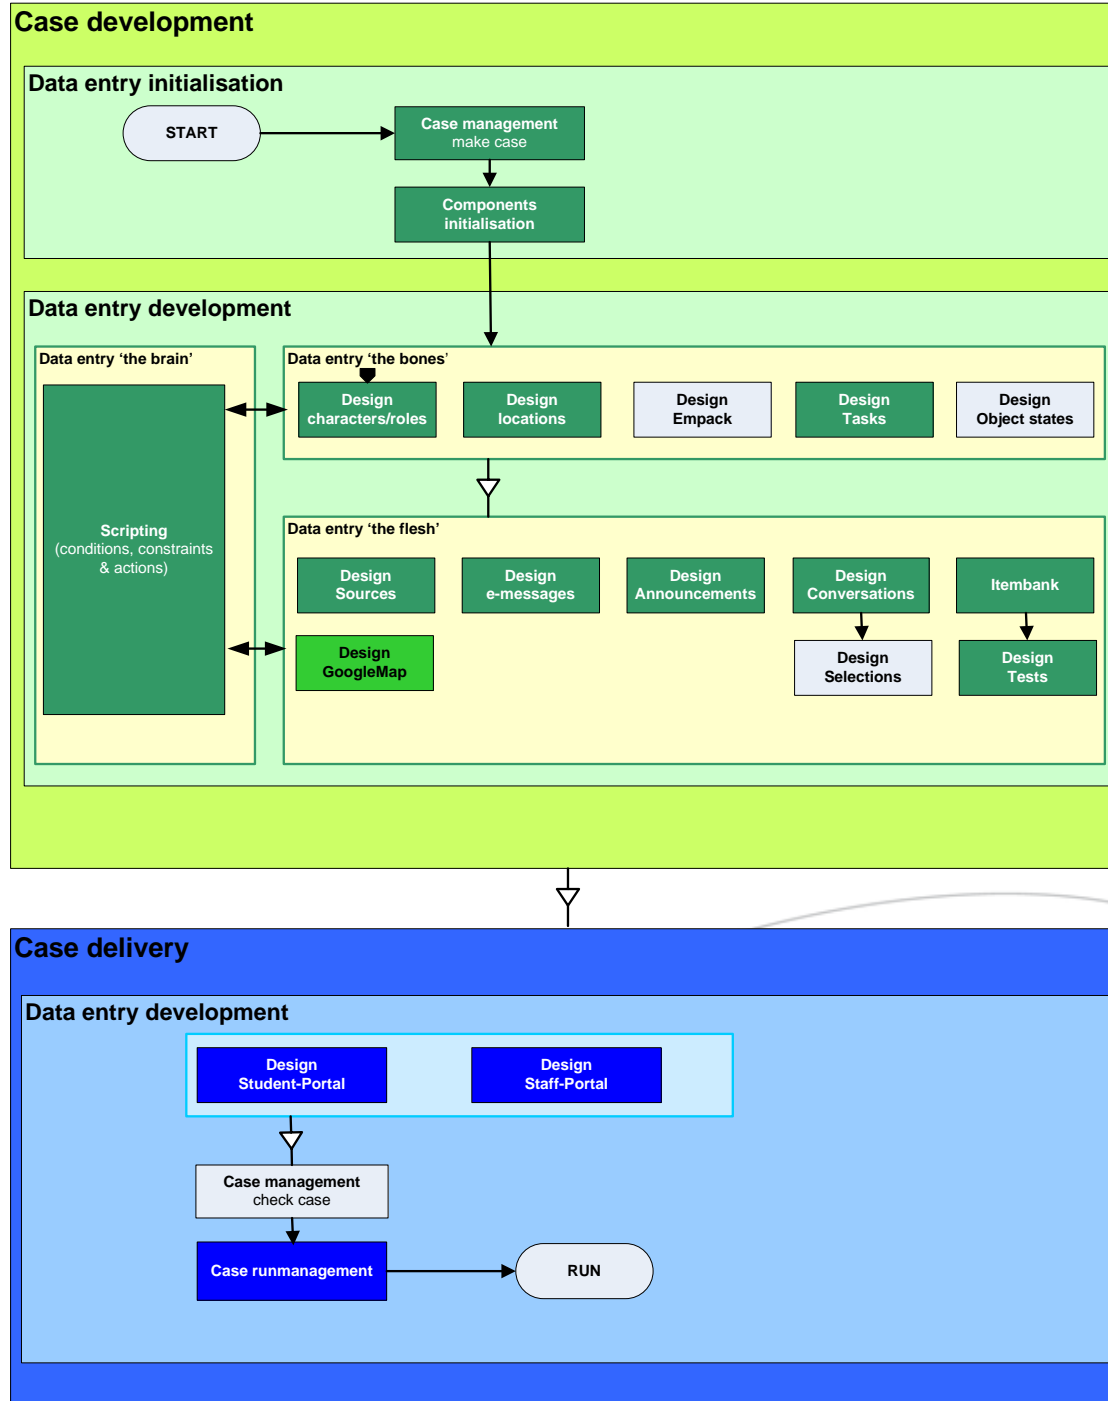 Case development
Data entry initialisation
START
Case management
make case
Components
initialisation
Data entry development
Data entry ‘the brain’
Scripting
(conditions, constraints
& actions)
Data entry ‘the bones’
Design
characters/roles
Design
locations
Design
Empack
Design
Tasks
Design
Object states
Data entry ‘the flesh’
Design
Sources
Design
e-messages
Design
Announcements
Design
Conversations
Itembank
Design
GoogleMap
Design
Selections
Design
Tests
Case delivery
Data entry development
Design
Student-Portal
Design
Staff-Portal
Case management
check case
Case runmanagement
RUN